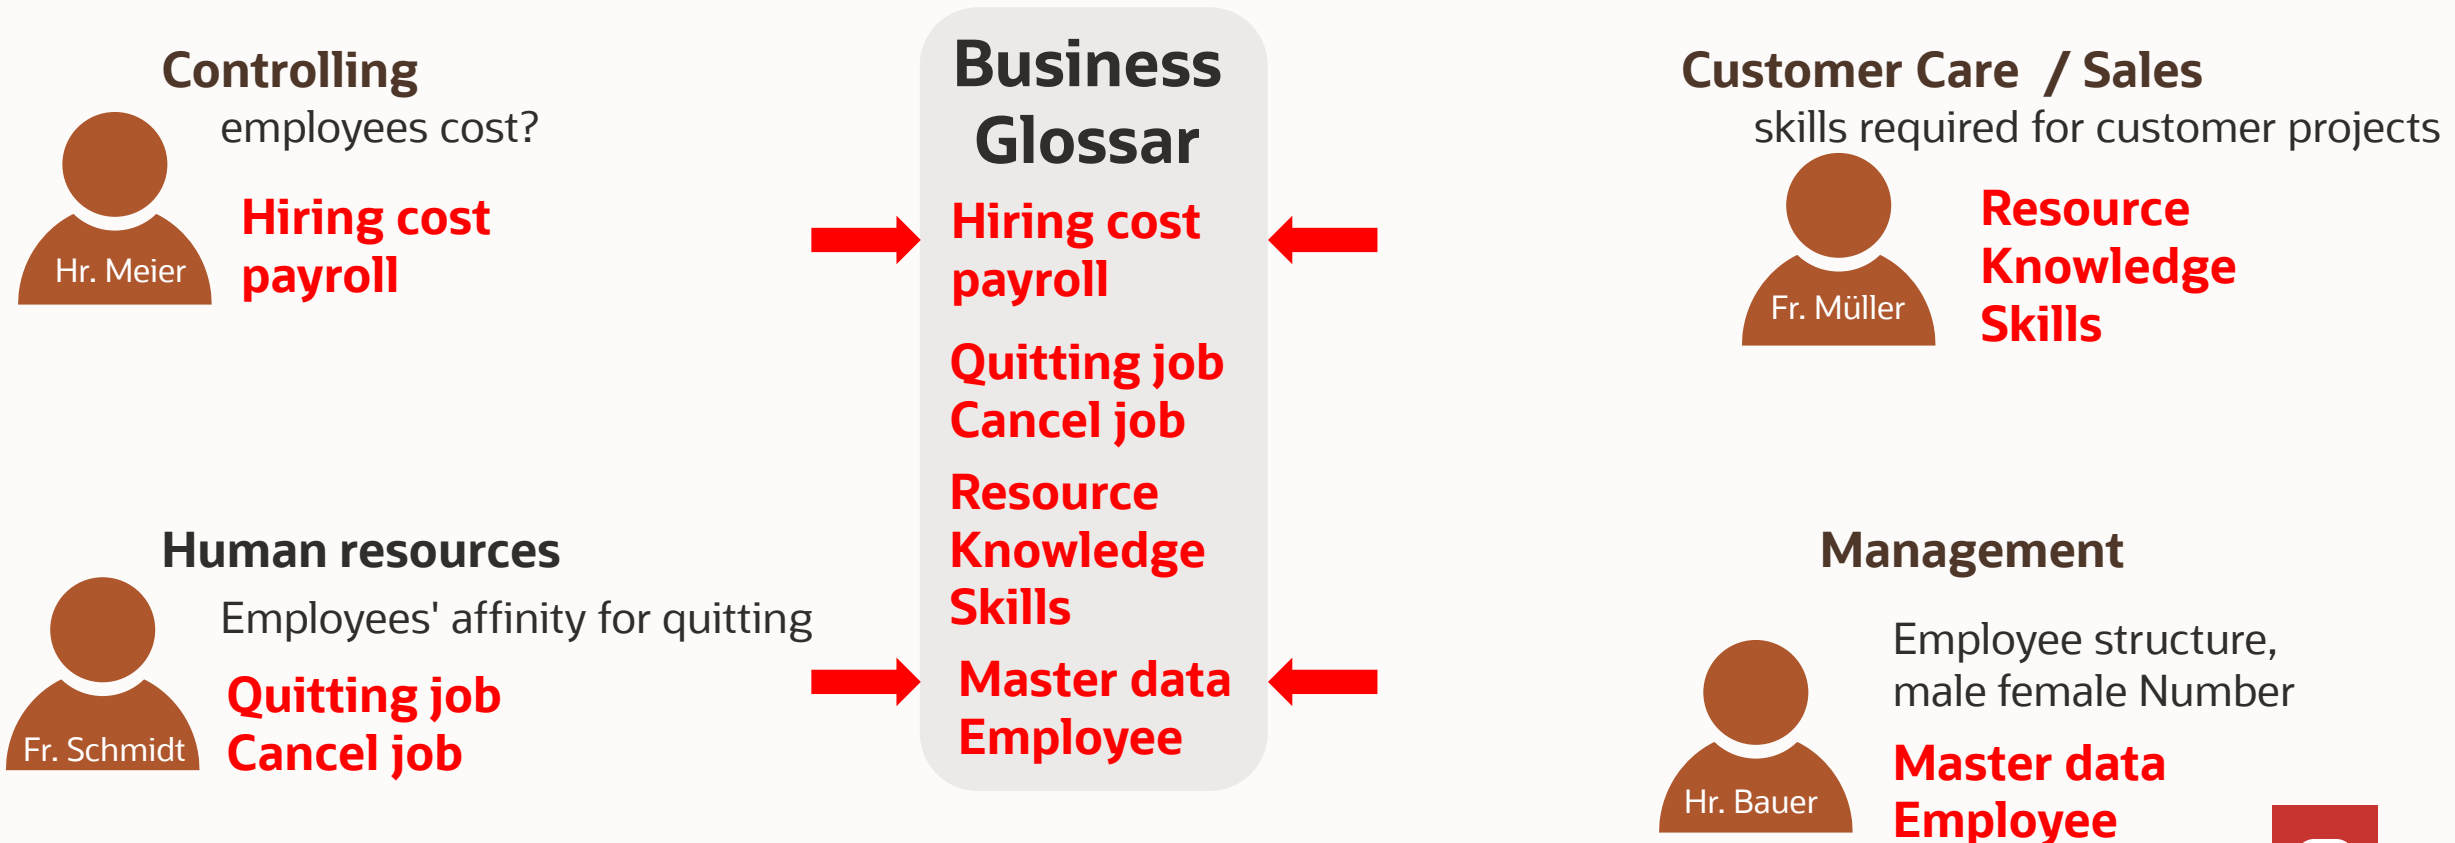 Controlling
employees cost?
Hr. Meier
Hiring cost
payroll
Human resources
Employees' affinity for quitting
Fr. Schmidt
Quitting job
Cancel job
Business
Glossar
Hiring cost
payroll
Quitting job
Cancel job
Resource
Knowledge
Skills
Master data
Employee
Customer Care / Sales
skills required for customer projects
Fr. Müller
Resource
Knowledge
Skills
Management
Employee structure,
male female Number
Hr. Bauer
Master data
Employee